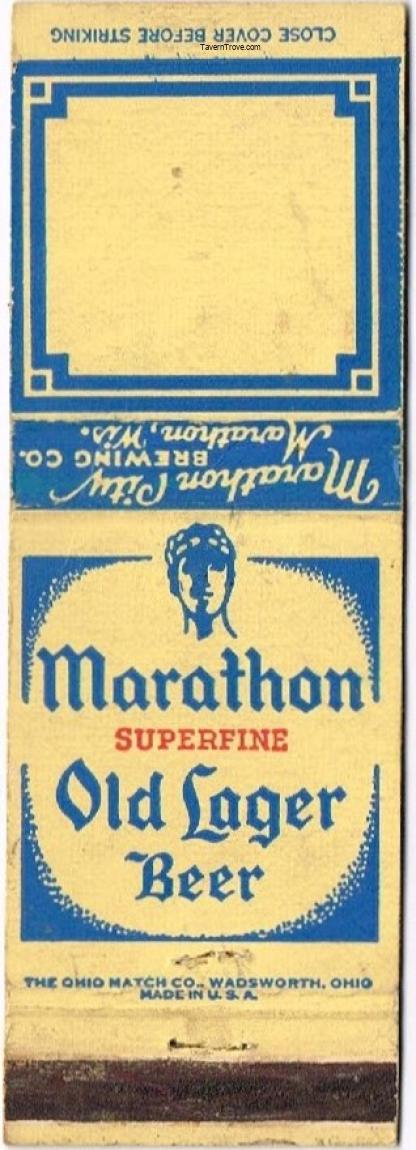 CLOSE COVER BEFORE STRIKING
TavernTrove.com
Marathon City
BREWING CO.
Marathon, Wis.
Marathon
SUPERFINE
Old Lager
Beer
THE OHIO MATCH CO., WADSWORTH, OHIO
MADE IN U.S.A.